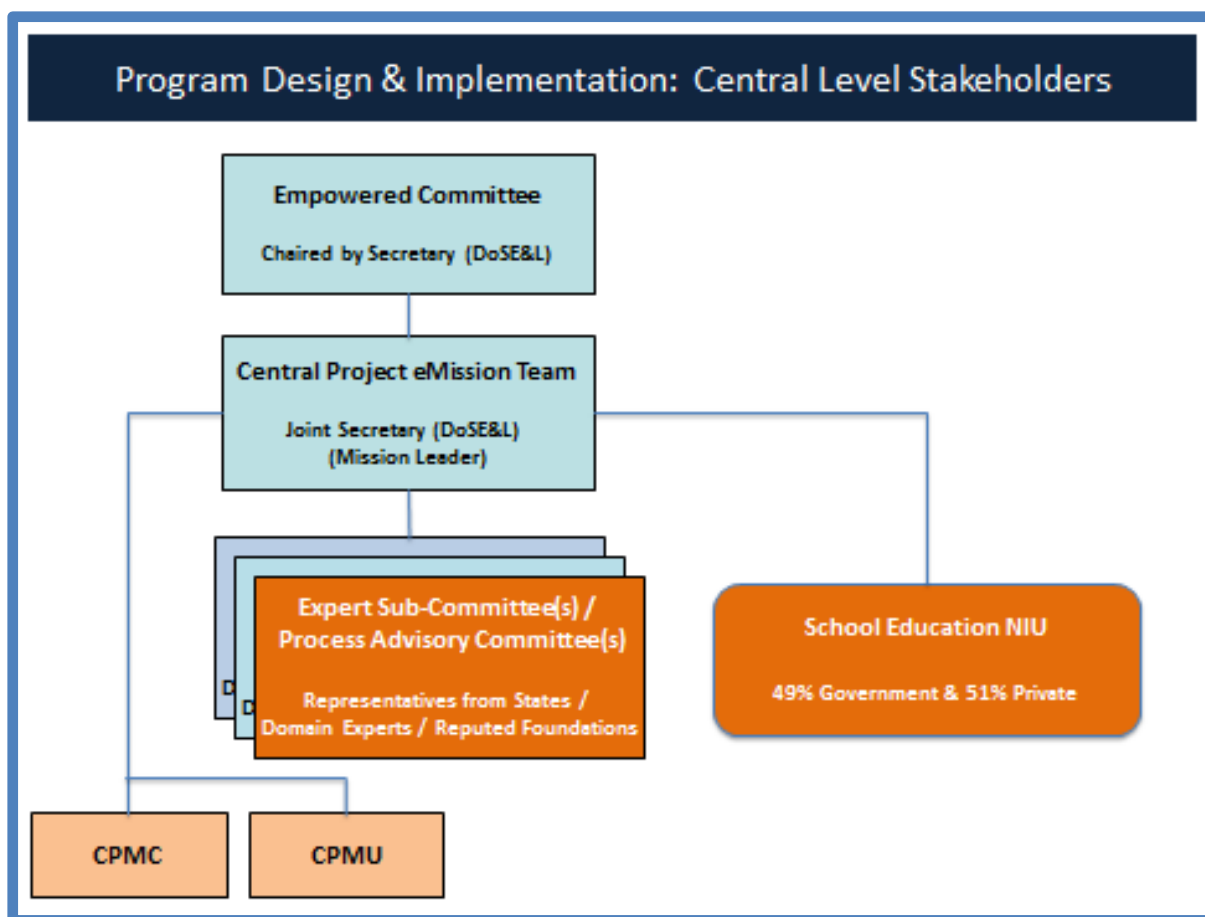 Program Design & Implementation: Central Level Stakeholders
Empowered Committee
Chaired by Secretary (DoSE&L)
Central Project eMission Team
Joint Secretary (DoSE&L)
(Mission Leader)
Expert Sub-Committee(s) /
Process Advisory Committee(s)
Representatives from States /
Domain Experts / Reputed Foundations
School Education NIU
49% Government & 51% Private
CPMC
CPMU